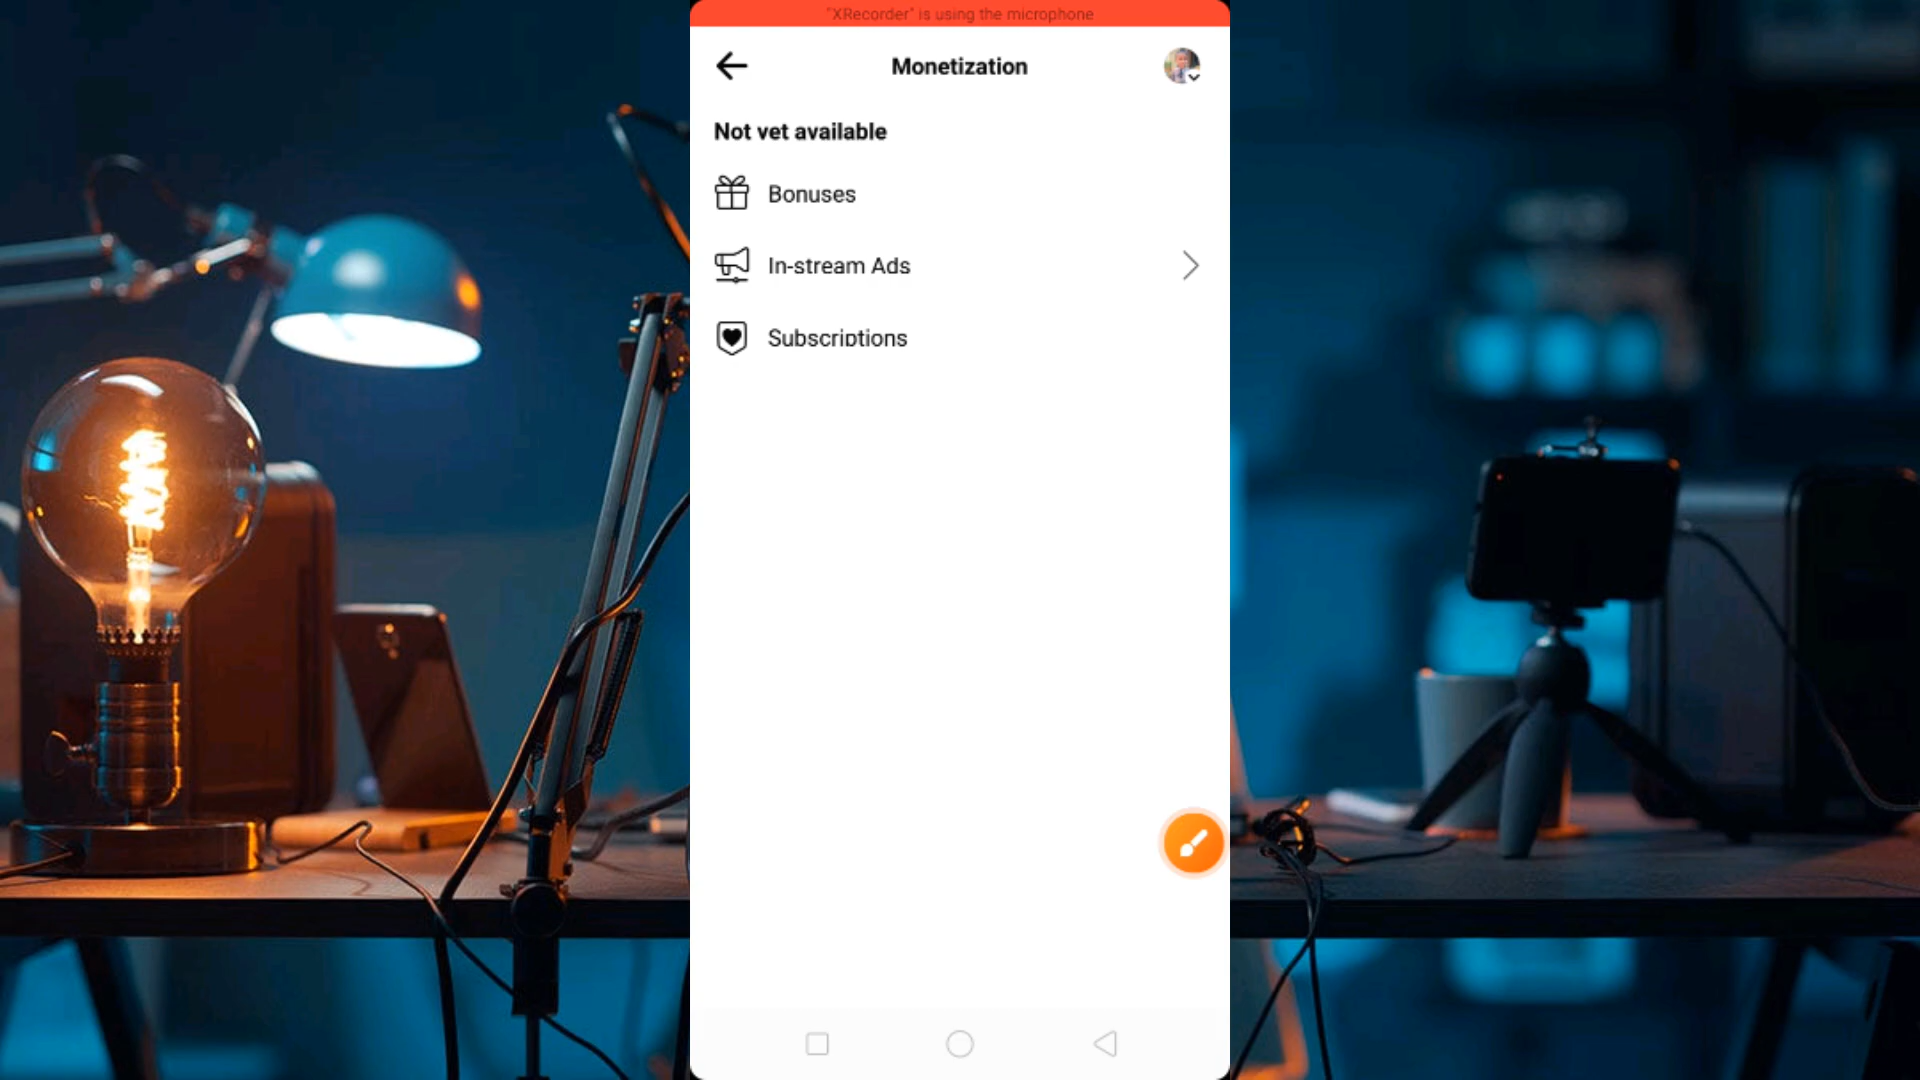 "XRecorder" is using the microphone
Monetization
Not vet available
Bonuses
In-stream Ads
Subscriptions